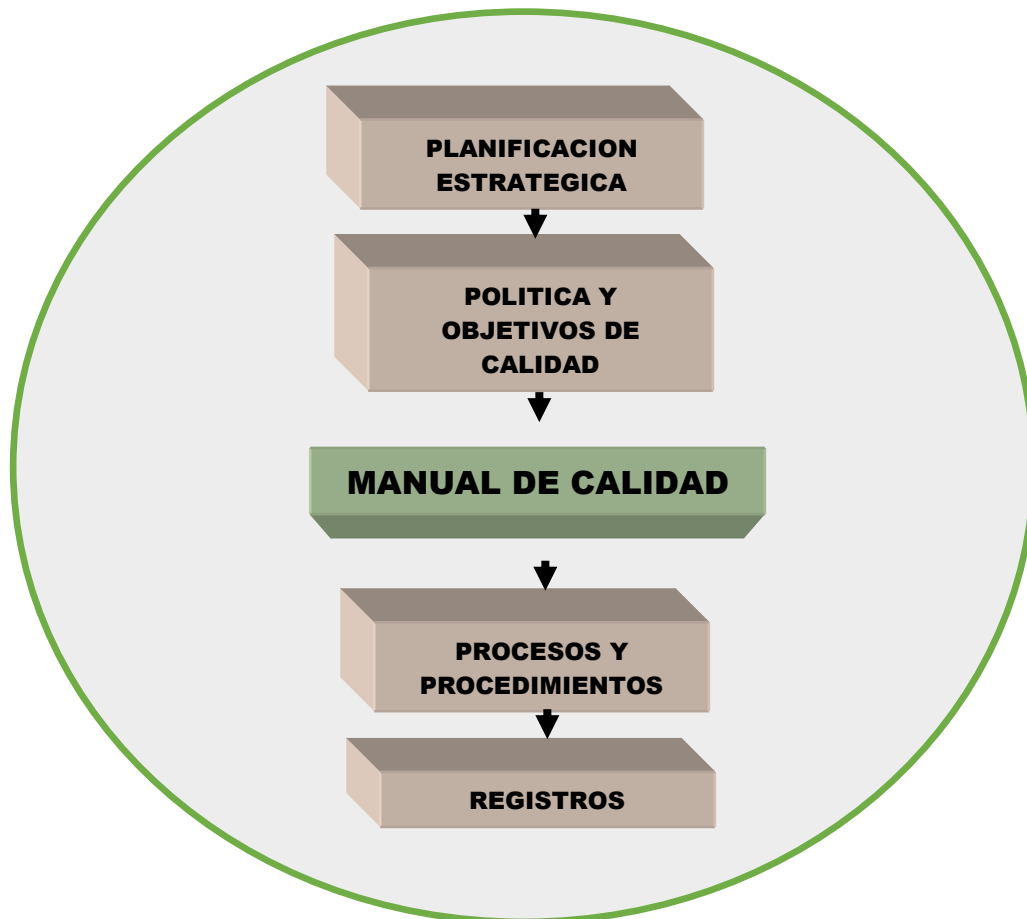 PLANIFICACION
ESTRATEGICA
POLITICA Y
OBJETIVOS DE
CALIDAD
MANUAL DE CALIDAD
PROCESOS Y
PROCEDIMIENTOS
REGISTROS